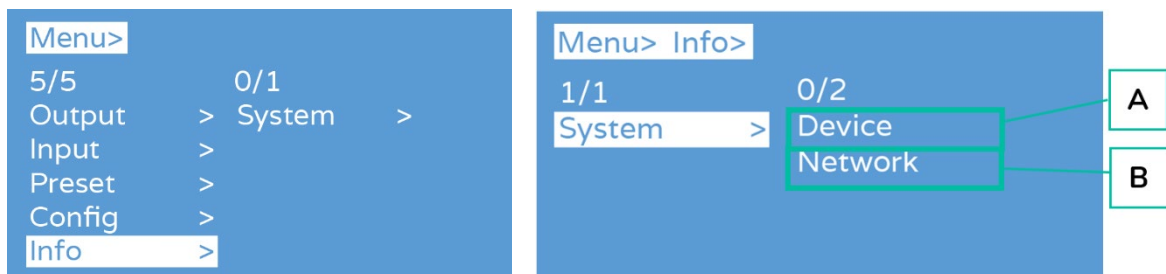 Menu>
5/5 0/1
Output > System >
Input >
Preset >
Config >
Info >
Menu> Info>
1/1 0/2
System > Device
Network
A
B